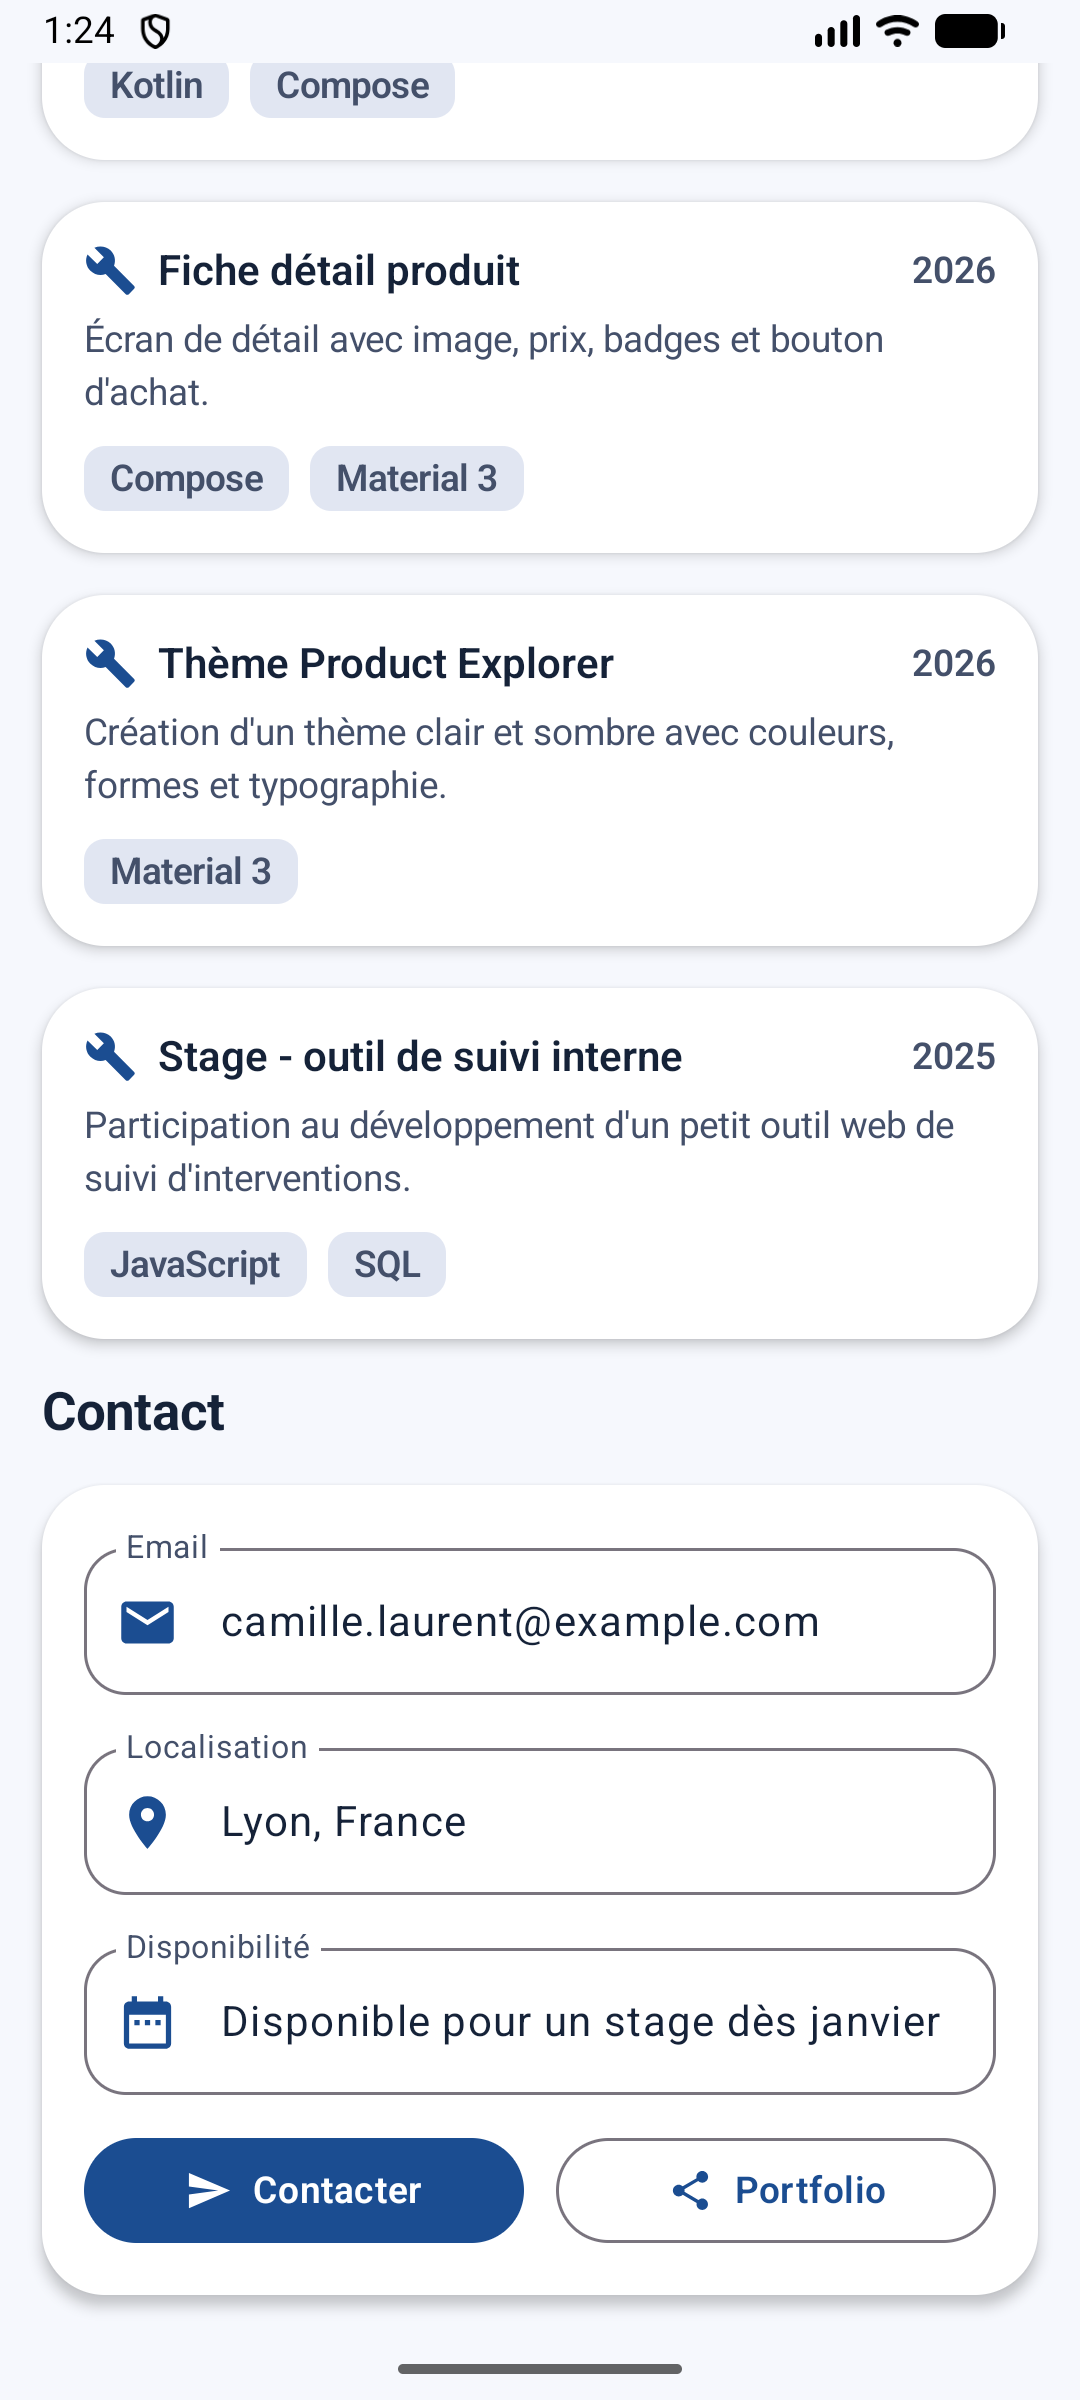 1:24
Kotlin Compose
Fiche détail produit 2026
Écran de détail avec image, prix, badges et bouton
d'achat.
Compose Material 3
Thème Product Explorer 2026
Création d'un thème clair et sombre avec couleurs,
formes et typographie.
Material 3
Stage - outil de suivi interne 2025
Participation au développement d'un petit outil web de
suivi d'interventions.
JavaScript SQL
Contact
Email
camille.laurent@example.com
Localisation
Lyon, France
Disponibilité
Disponible pour un stage dès janvier
Contacter Portfolio